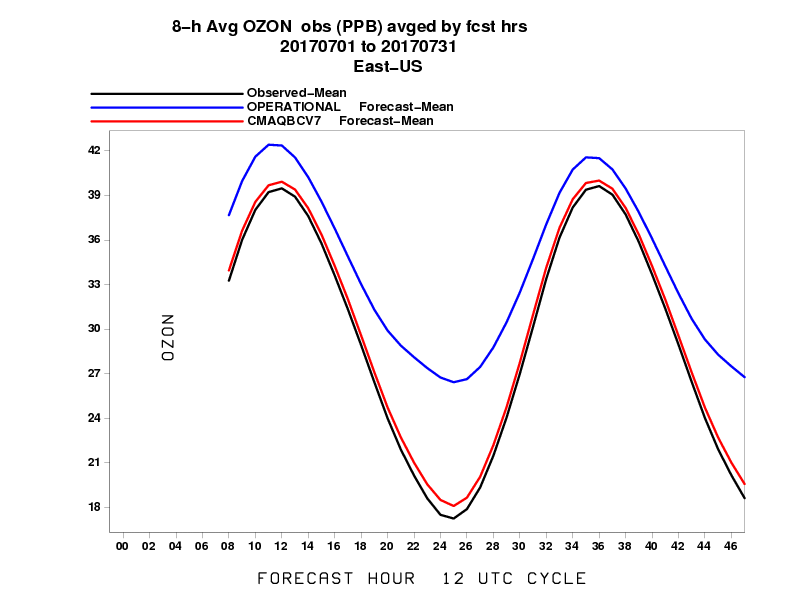 8-h Avg OZON  obs (PPB) avged by fcst hrs
20170701 to 20170731
East-US
Observed-Mean
OPERATIONAL   Forecast-Mean
CMAQBCV7   Forecast-Mean
42
39
36
33
30
27
24
21
18
OZON
00 02 04 06 08 10 12 14 16 18 20 22 24 26 28 30 32 34 36 38 40 42 44 46
FORECAST HOUR  12 UTC CYCLE